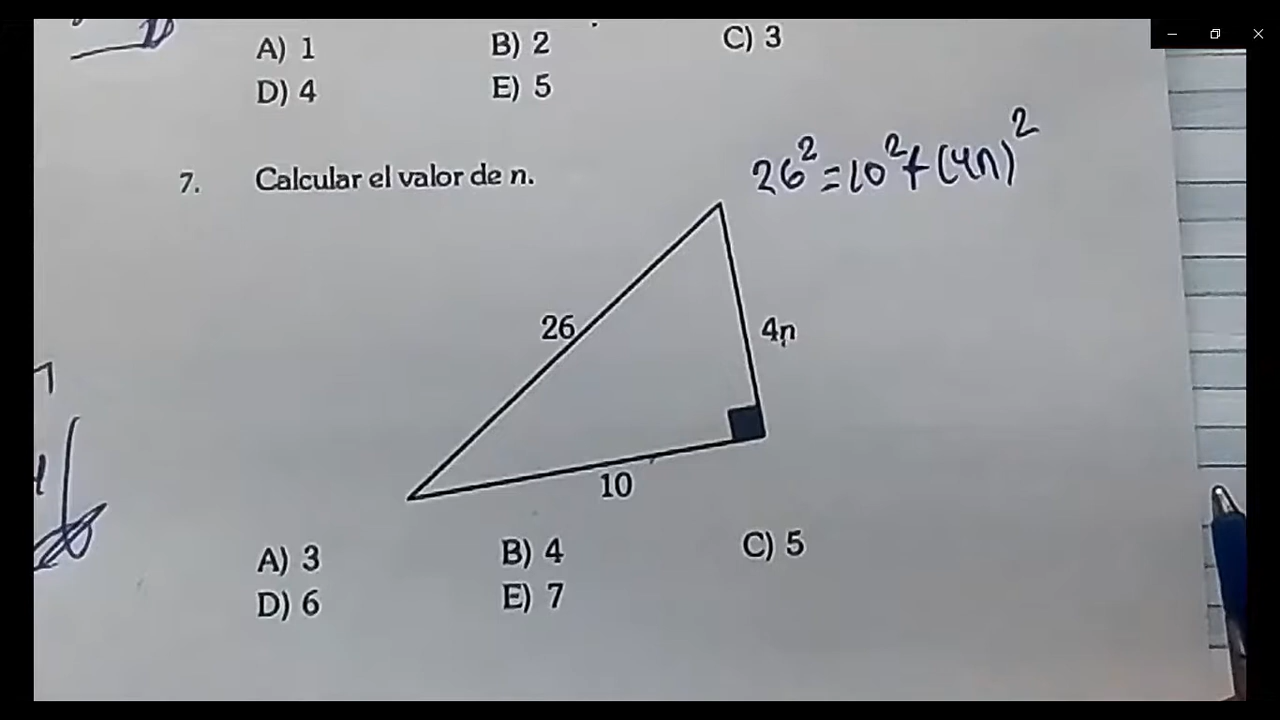 A) 1 B) 2 C) 3
D) 4 E) 5
7. Calcular el valor de n.
26² = 10² + (4n)²
26
4n
10
A) 3 B) 4 C) 5
D) 6 E) 7